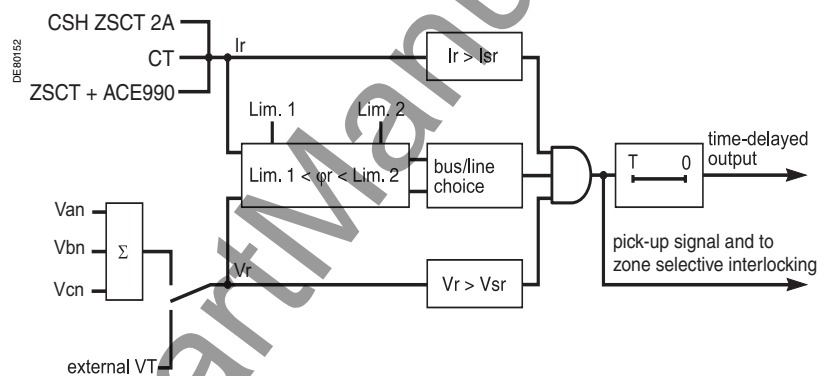 CSH ZSCT 2A
DE80152
CT
Ir
Ir > Isr
ZSCT + ACE990
Lim. 1
Lim. 2
Lim. 1 < φr < Lim. 2
bus/line
choice
T 0
time-delayed
output
Van
Vbn
Σ
Vcn
Vr
Vr > Vsr
pick-up signal and to
zone selective interlocking
external VT